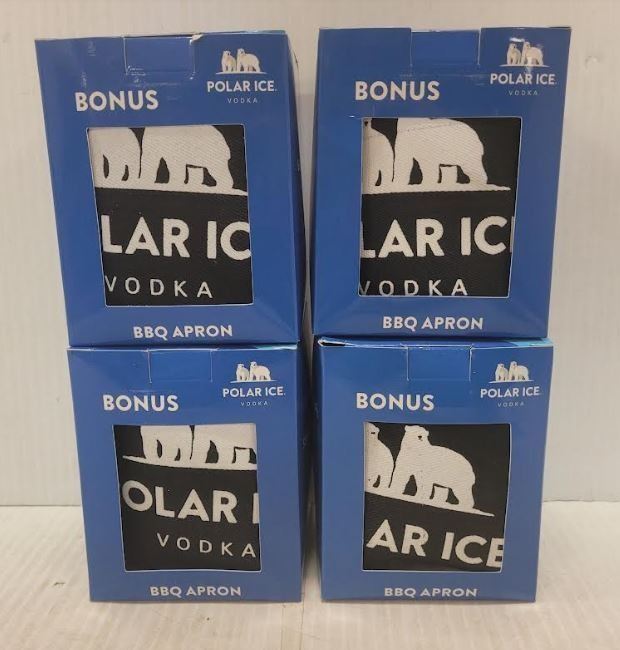 BONUS
POLAR ICE
VODKA
LAR IC
VODKA
BBQ APRON
BONUS
POLAR ICE
VODKA
LAR IC
VODKA
BBQ APRON
BONUS
POLAR ICE
VODKA
OLAR I
VODKA
BBQ APRON
BONUS
POLAR ICE
VODKA
AR ICE
BBQ APRON